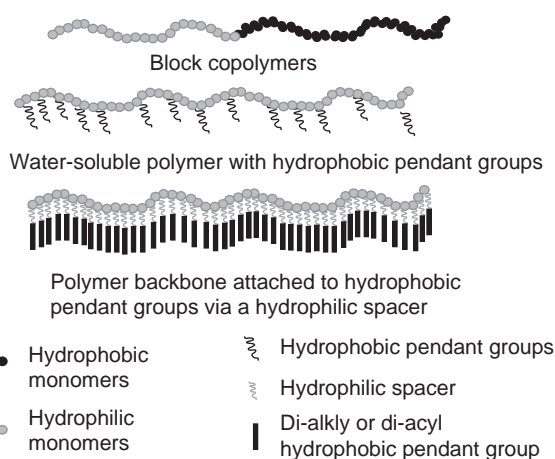 Block copolymers
Water-soluble polymer with hydrophobic pendant groups
Polymer backbone attached to hydrophobic
pendant groups via a hydrophilic spacer
Hydrophobic
monomers
Hydrophilic
monomers
Hydrophobic pendant groups
Hydrophilic spacer
Di-alkly or di-acyl
hydrophobic pendant group